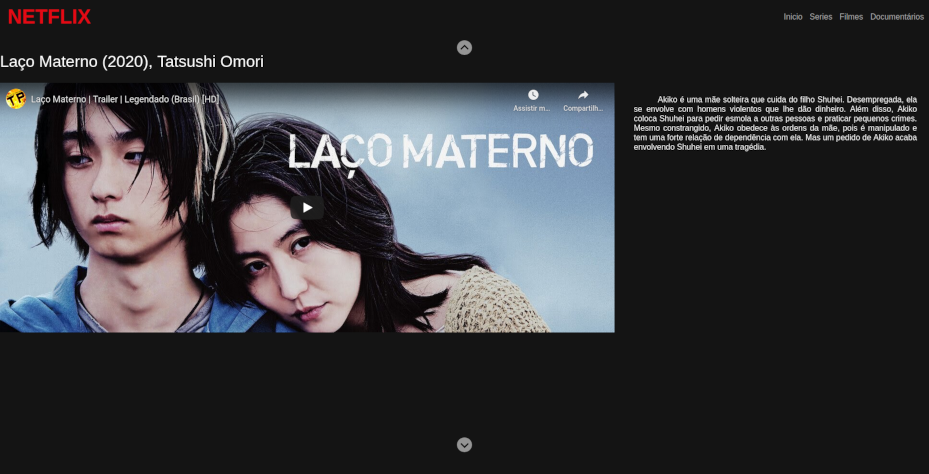 NETFLIX
Inicio Series Filmes Documentários
Laço Materno (2020), Tatsushi Omori
TP
Laço Materno | Trailer | Legendado (Brasil) [HD]
Assistir m... Compartilh...
LAÇO MATERNO
Akiko é uma mãe solteira que cuida do filho Shuhei. Desempregada, ela
se envolve com homens violentos que lhe dão dinheiro. Além disso, Akiko
coloca Shuhei para pedir esmola a outras pessoas e praticar pequenos crimes.
Mesmo constrangido, Akiko obedece às ordens da mãe, pois é manipulado e
tem uma forte relação de dependência com ela. Mas um pedido de Akiko acaba
envolvendo Shuhei em uma tragédia.